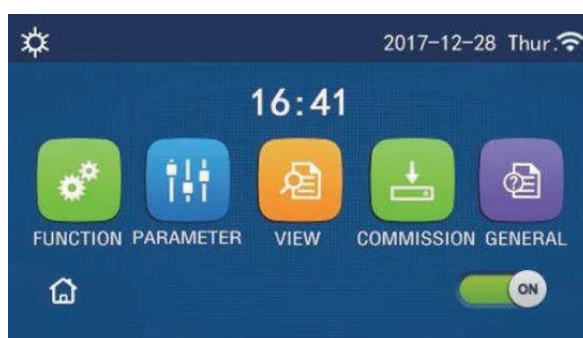 2017-12-28 Thur.
16:41
FUNCTION PARAMETER VIEW COMMISSION GENERAL
ON